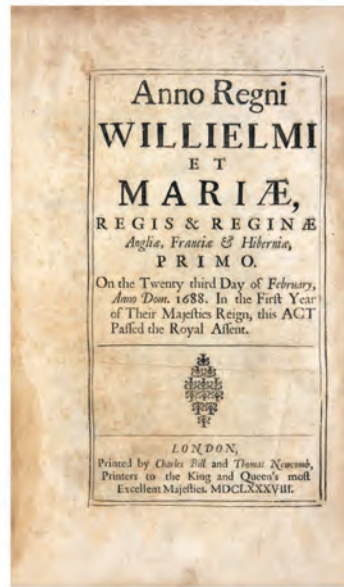 Anno Regni
WILLIELMI
ET
MARIÆ,
REGIS & REGINÆ
Angliæ, Franciæ & Hiberniæ,
PRIMO.
On the Twenty third Day of February,
Anno Dom. 1688. In the First Year
of Their Majeſties Reign, this ACT
Paſſed the Royal Aſſent.
LONDON,
Printed by Charles Bill and Thomas Newcomb,
Printers to the King and Queen's moſt
Excellent Majeſties. MDCLXXXVIII.